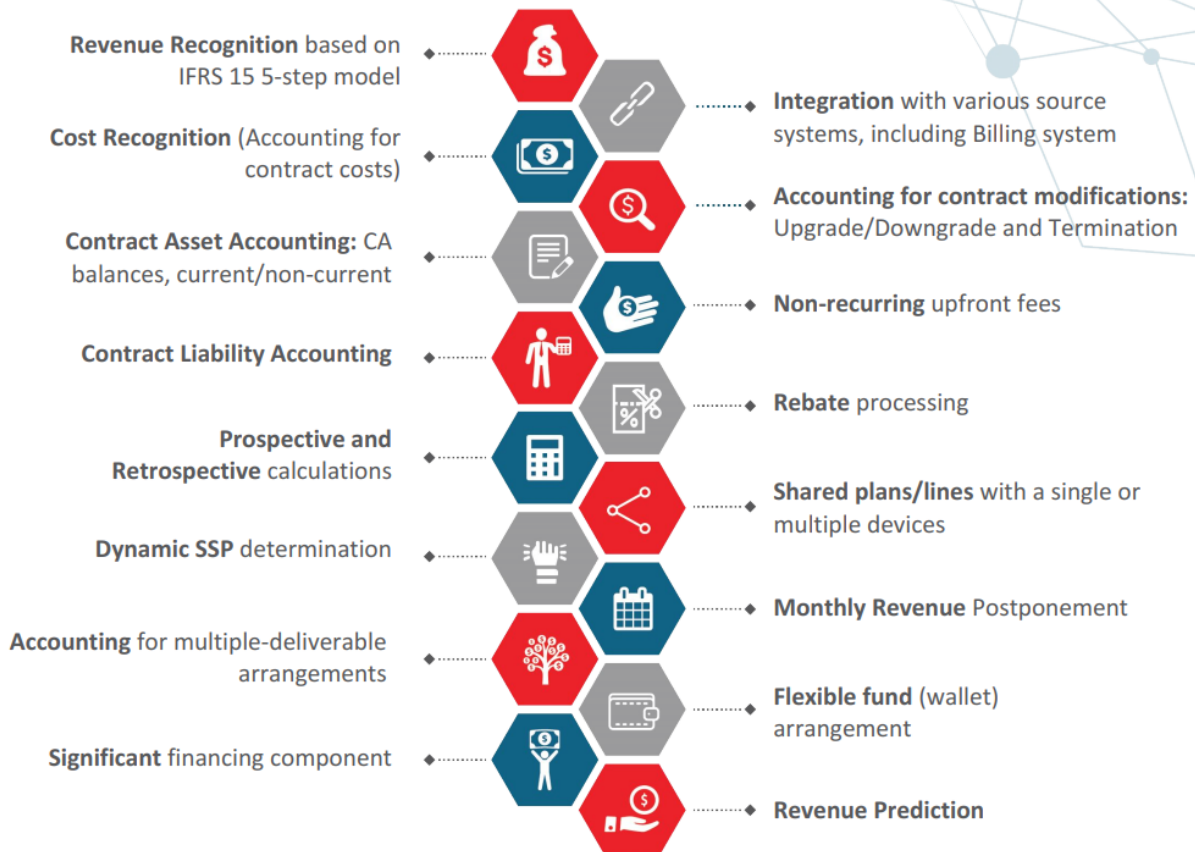 Revenue Recognition based on
IFRS 15 5-step model
Integration with various source
systems, including Billing system
Cost Recognition (Accounting for
contract costs)
Accounting for contract modifications:
Upgrade/Downgrade and Termination
Contract Asset Accounting: CA
balances, current/non-current
Non-recurring upfront fees
Contract Liability Accounting
Rebate processing
Prospective and
Retrospective calculations
Shared plans/lines with a single or
multiple devices
Dynamic SSP determination
Monthly Revenue Postponement
Accounting for multiple-deliverable
arrangements
Flexible fund (wallet)
arrangement
Significant financing component
Revenue Prediction